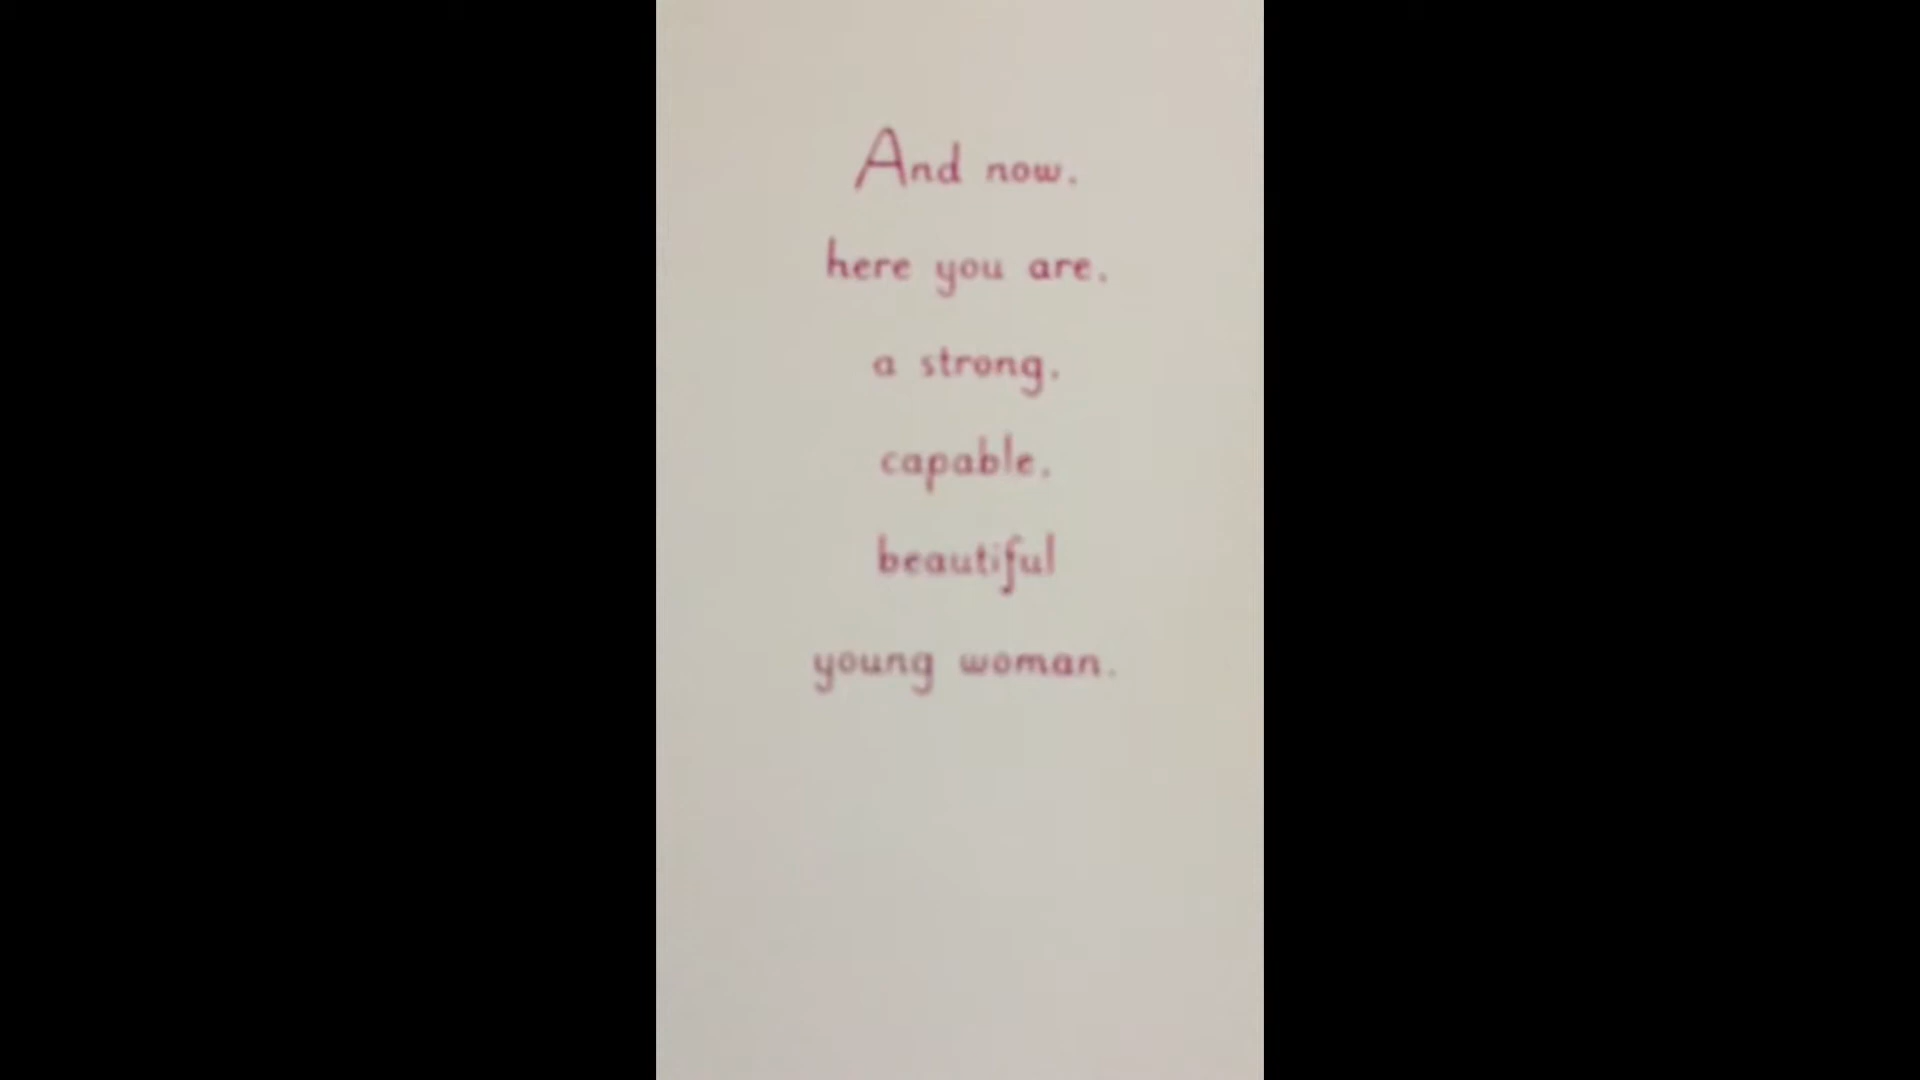 And now,
here you are,
a strong,
capable,
beautiful
young woman.